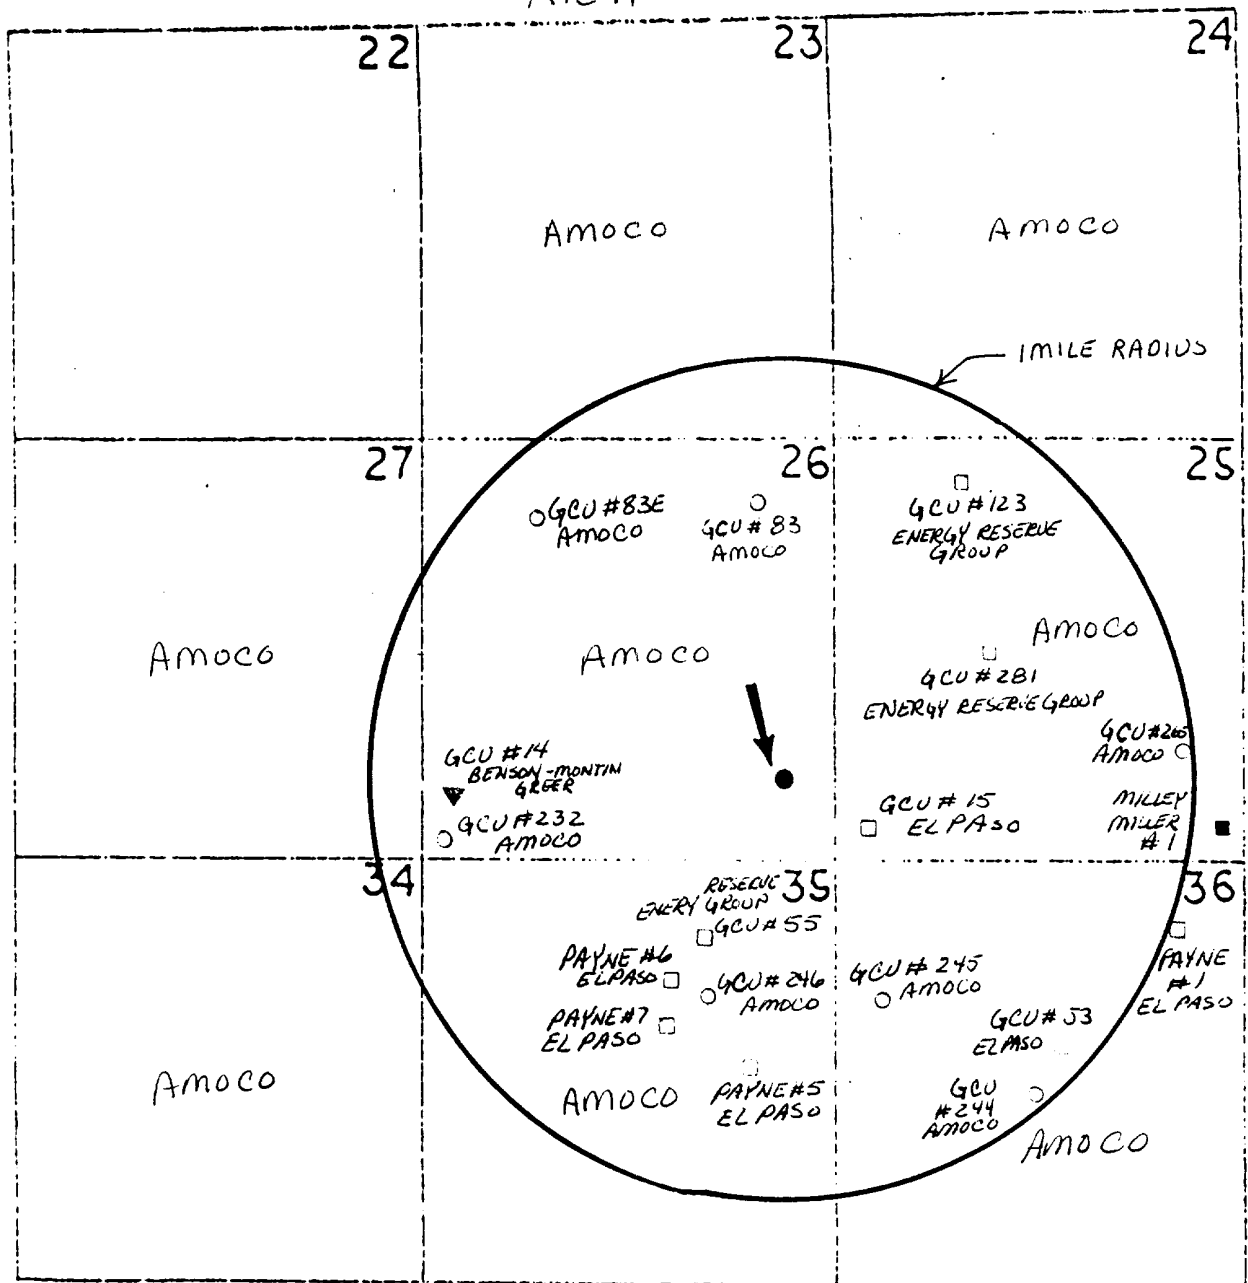 22
23
24
AMOCO
AMOCO
1 MILE RADIUS
27
26
25
GCU #83E
AMOCO
GCU # 83
AMOCO
GCU #123
ENERGY RESERVE
GROUP
AMOCO
AMOCO
AMOCO
GCU # 281
ENERGY RESERVE GROUP
GCU #14
BENSON-MONTIN
GREER
GCU #232
AMOCO
GCU # 15
EL PASO
AMOCO
MILLEY
MILLER
#1
34
35
36
RESERVE
ENERY GROUP
GCU # 55
PAYNE #6
EL PASO
GCU # 246
AMOCO
GCU # 245
AMOCO
PAYNE
#1
EL PASO
PAYNE #7
EL PASO
GCU # 53
EL PASO
AMOCO
AMOCO
PAYNE #5
EL PASO
GCU
#244
AMOCO
AMOCO